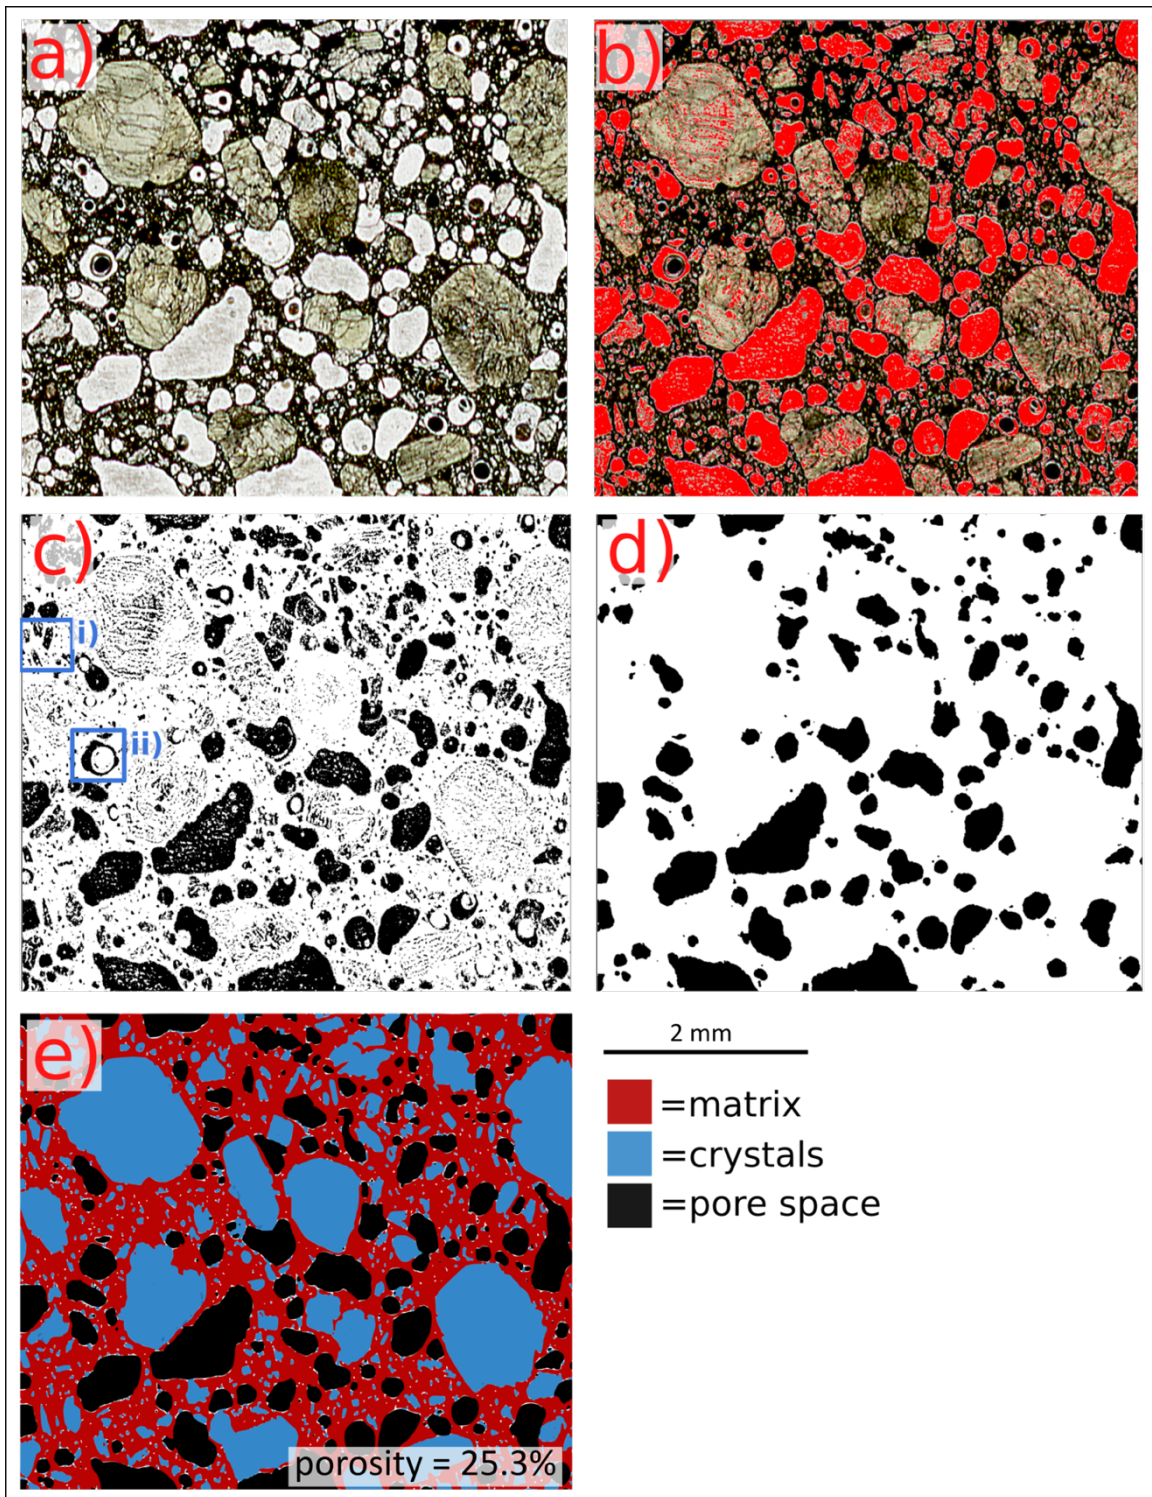 a)
b)
c)
i)
ii)
d)
e)
2 mm
=matrix
=crystals
=pore space
porosity = 25.3%